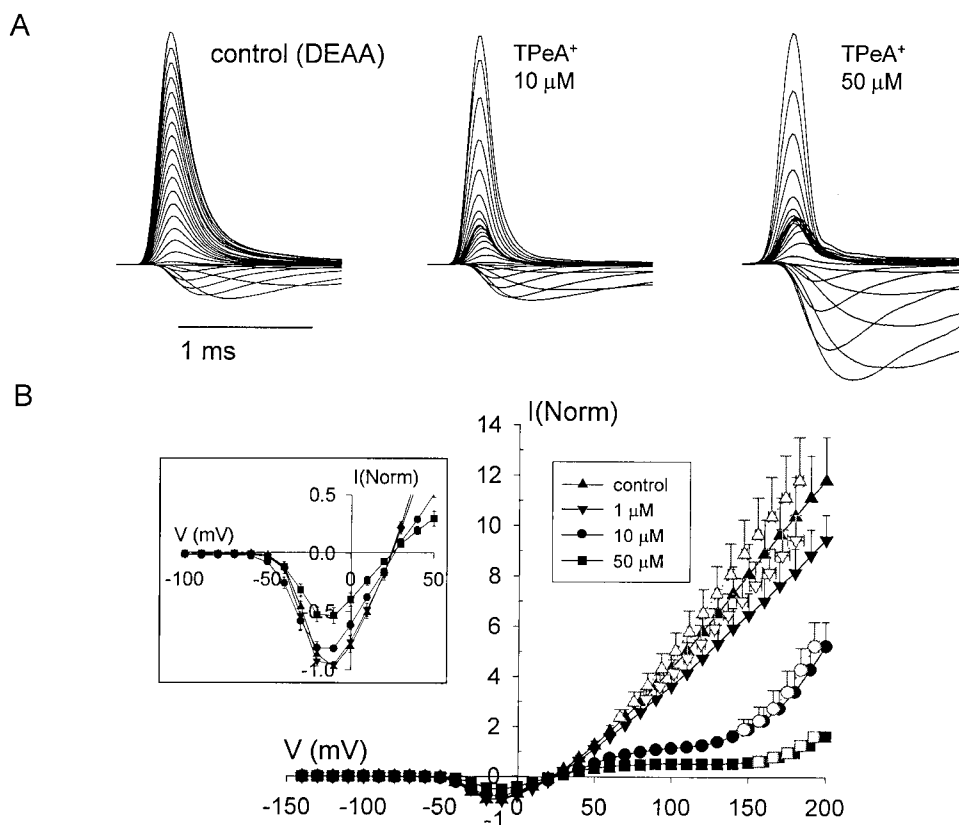 A
control (DEAA)
TPeA+
10 μM
TPeA+
50 μM
1 ms
B
I(Norm)
14
12
10
8
6
4
2
0
-1
V (mV)
-150
-100
-50
0
50
100
150
200
control
1 μM
10 μM
50 μM
I(Norm)
0.5
0.0
-0.5
-1.0
V (mV)
-100
-50
0
50